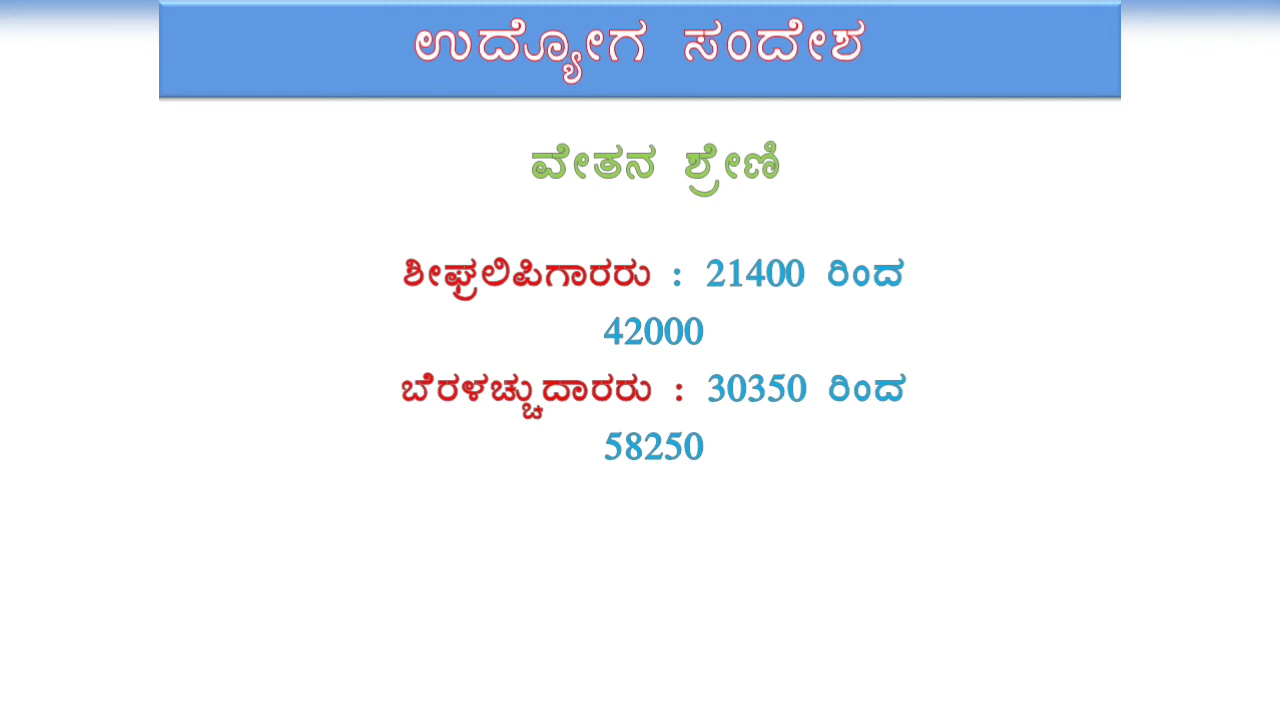 ಉದ್ಯೋಗ ಸಂದೇಶ
ವೇತನ ಶ್ರೇಣಿ
ಶೀಘ್ರಲಿಪಿಗಾರರು : 21400 ರಿಂದ
42000
ಬೆರಳಚ್ಚುದಾರರು : 30350 ರಿಂದ
58250